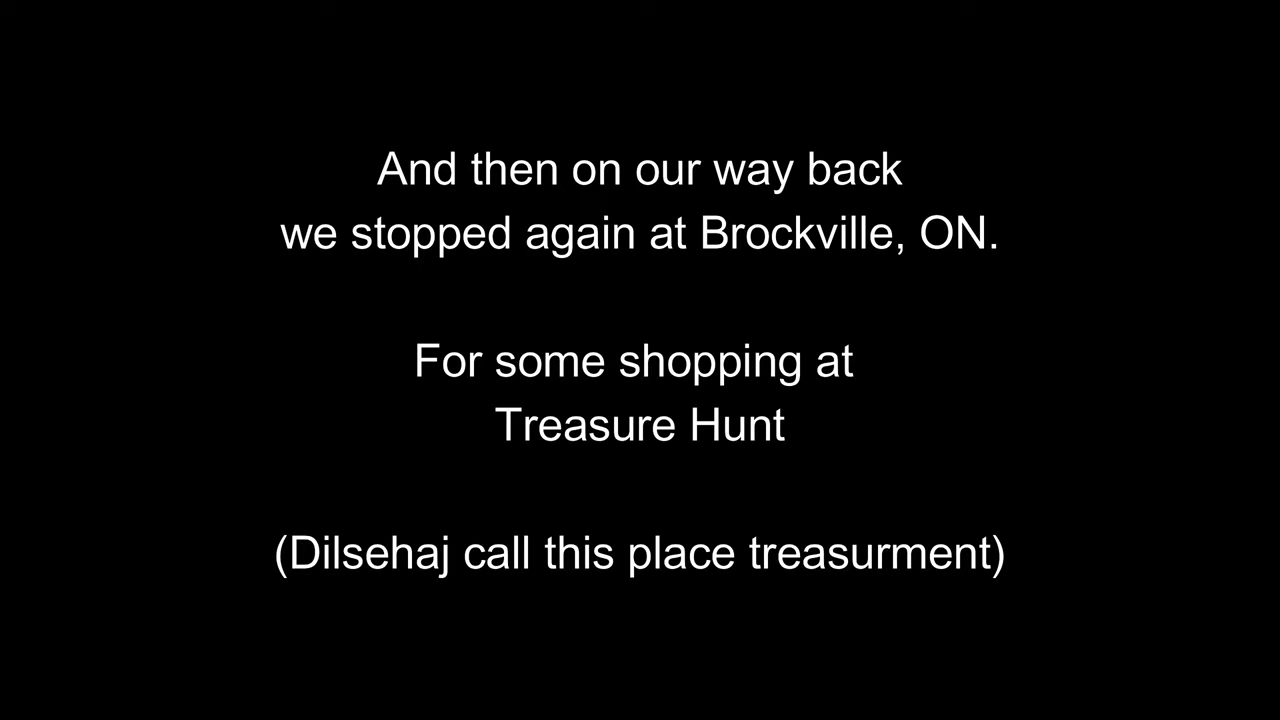 And then on our way back
we stopped again at Brockville, ON.
For some shopping at
Treasure Hunt
(Dilsehaj call this place treasurment)